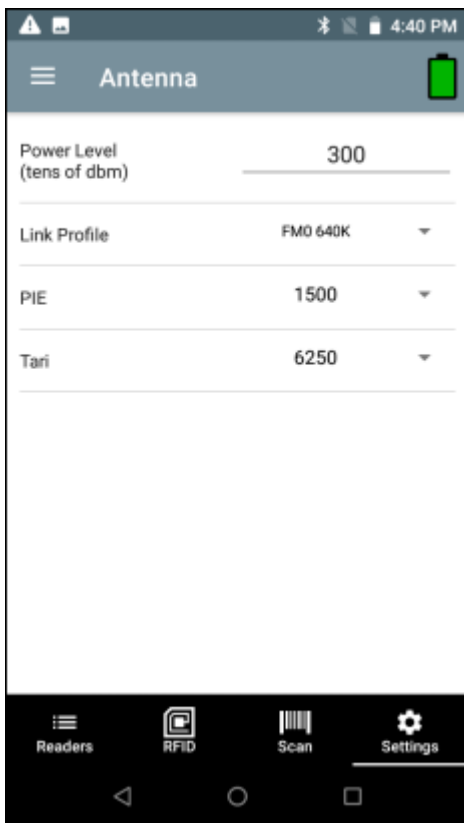 4:40 PM
Antenna
Power Level
(tens of dbm)
300
Link Profile
FM0 640K
PIE
1500
Tari
6250
Readers
RFID
Scan
Settings